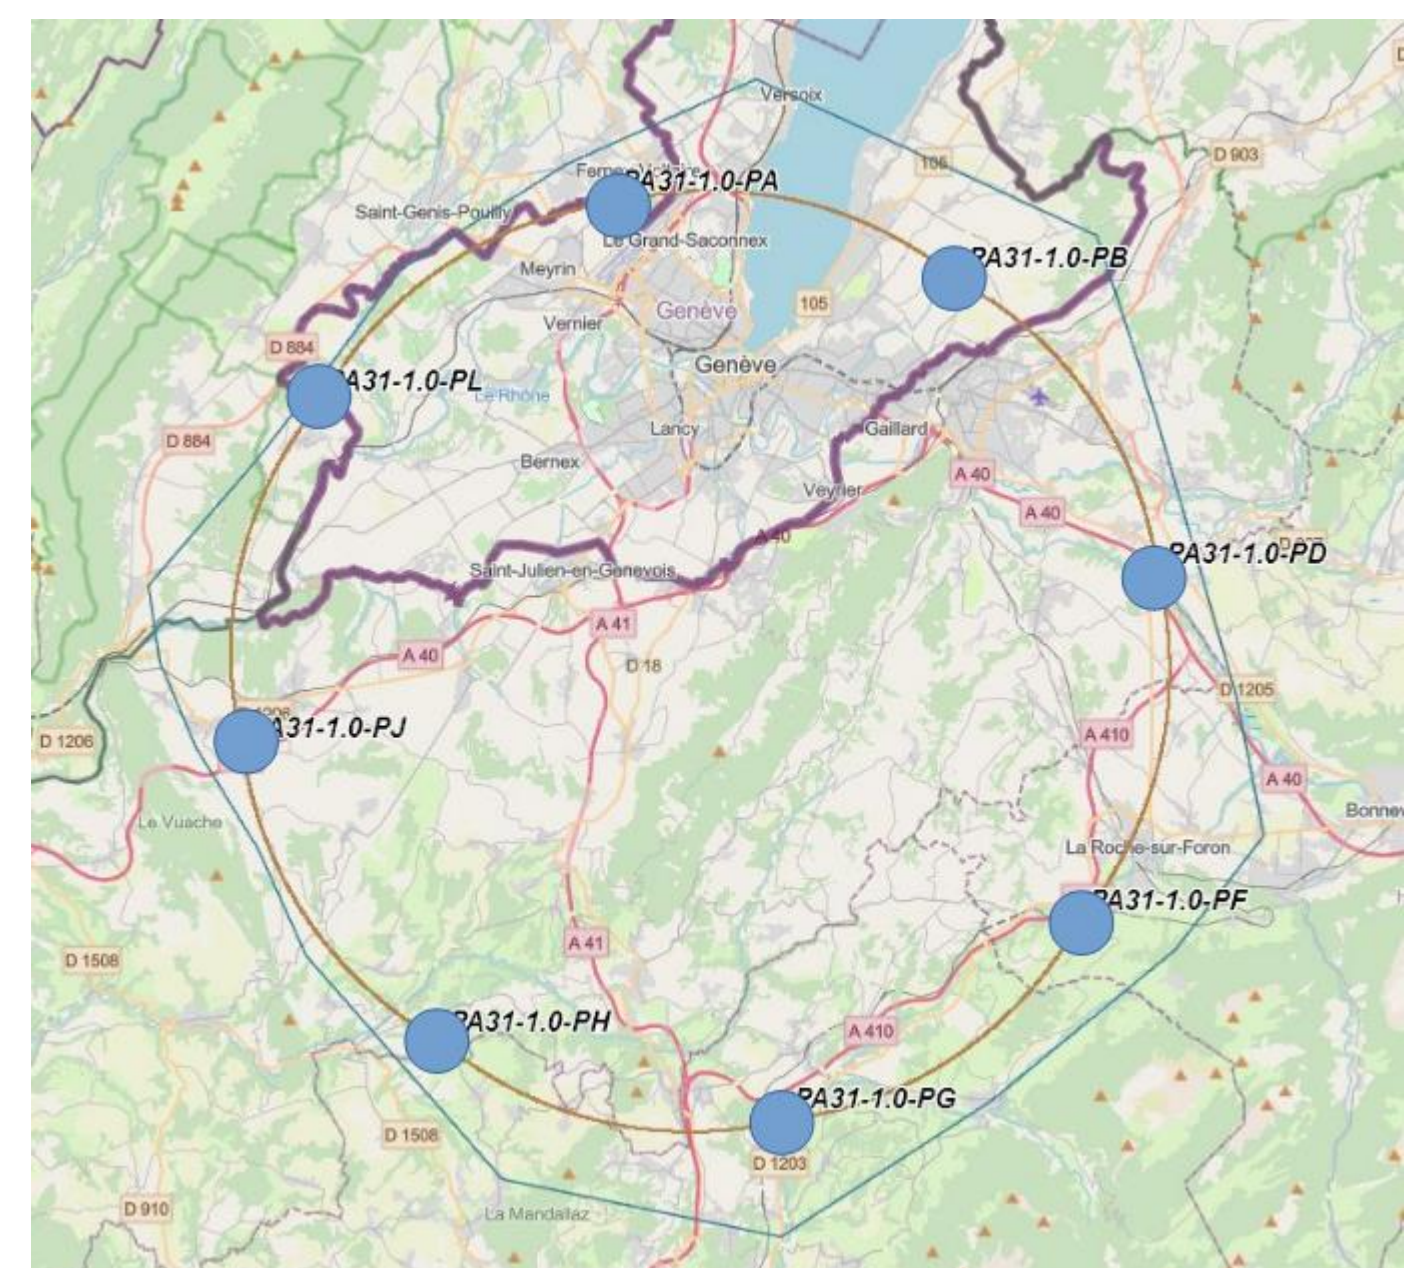 Versoix
D 903
106
Saint-Genis-Pouilly
PA31-1.0-PA
Le Grand-Saconnex
Meyrin
PA31-1.0-PB
Genève
105
Vernier
D 884
Genève
PA31-1.0-PL
Le Rhône
D 884
Lancy
Gaillard
Bernex
A 40
Veyrier
A 40
A 40
PA31-1.0-PD
Saint-Julien-en-Genevois
A 41
A 40
D 18
D 1205
PA31-1.0-PJ
D 1206
A 410
A 40
Le Vuache
La Roche-sur-Foron
PA31-1.0-PF
A 41
D 1508
PA31-1.0-PH
A 410
PA31-1.0-PG
D 1508
D 1203
D 910
La Mandallaz